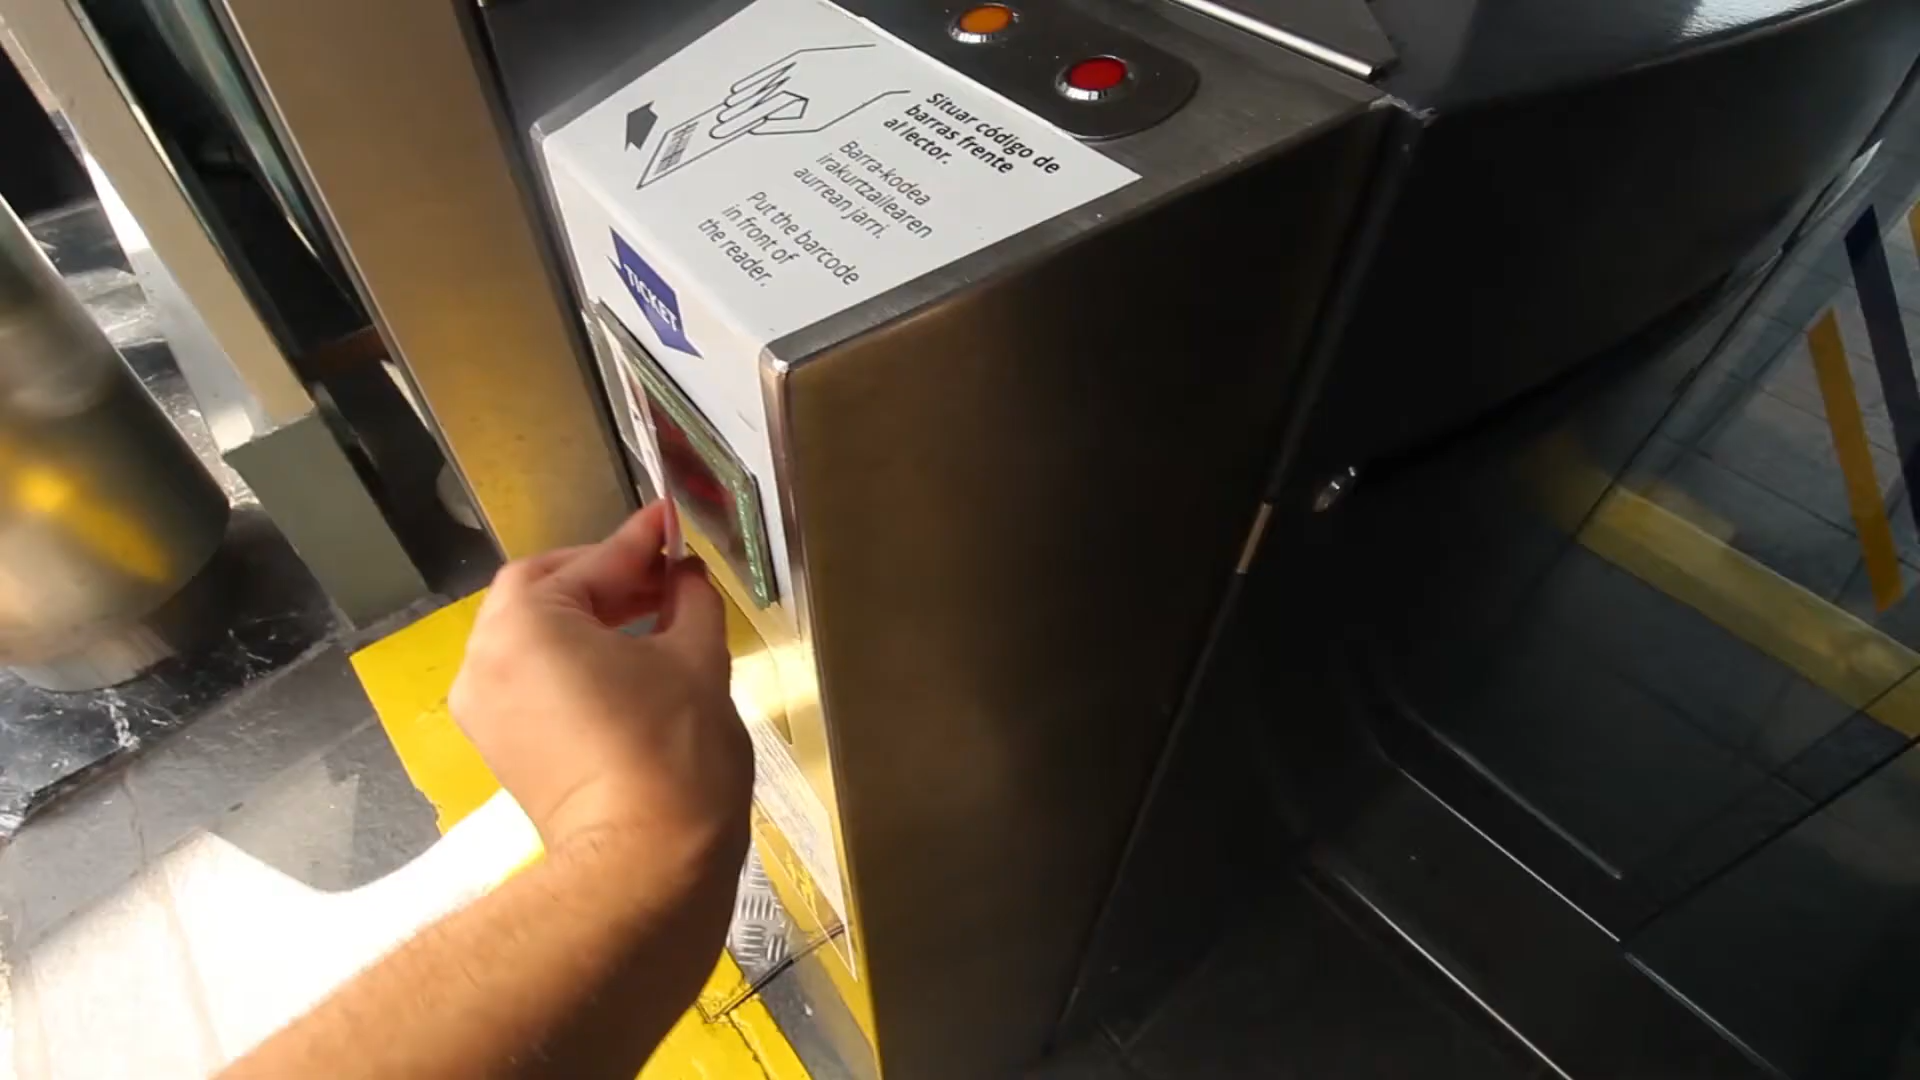 Situar código de
barras frente
al lector.
Barra-kodea
irakurtzailearen
aurrean jarri.
Put the barcode
in front of
the reader.
TICKET